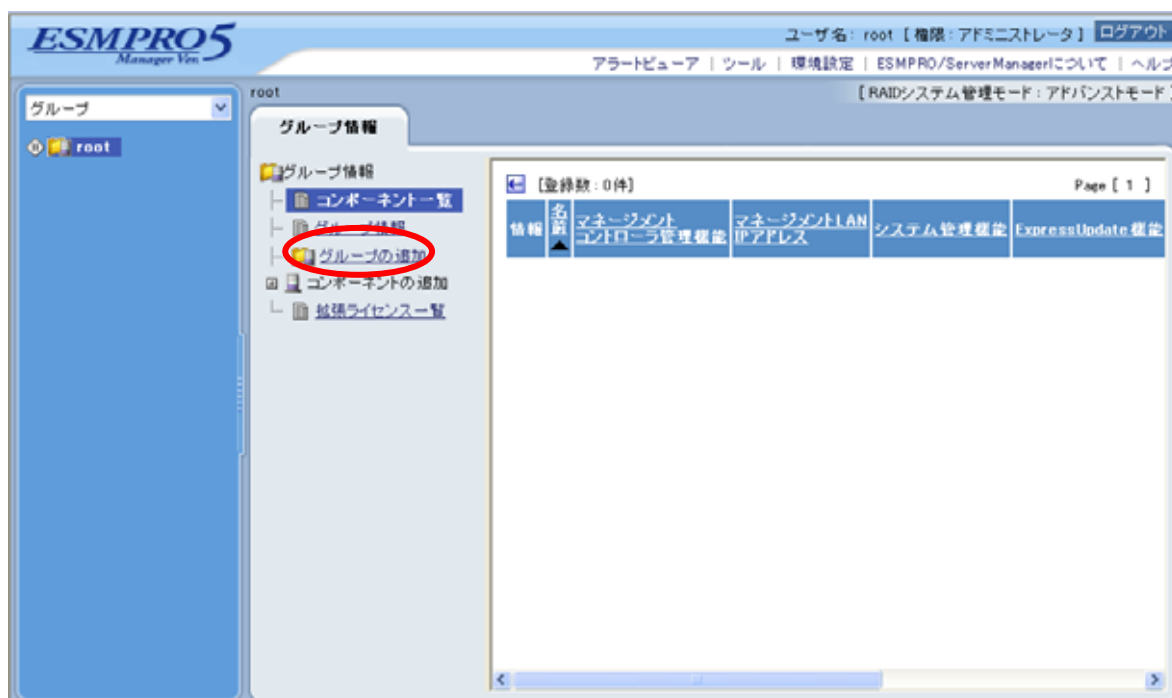 ESMPRO5
Manager Ver.
ユーザ名: root 【 権限: アドミニストレータ 】 ログアウト
アラートビューア | ツール | 環境設定 | ESMPRO/ServerManagerについて | ヘルプ
グループ
root
root
【 RAIDシステム管理モード: アドバンストモード 】
グループ情報
グループ情報
コンポーネント一覧
グループ情報
グループの追加
コンポーネントの追加
拡張ライセンス一覧
[登録数: 0件]
Page [ 1 ]
情報
名前▲
マネージメント
コントローラ管理機能
マネージメントLAN
IPアドレス
システム管理機能
ExpressUpdate機能